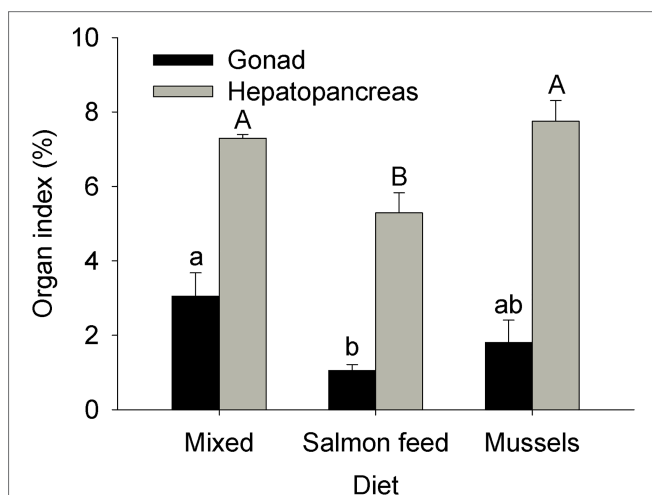 10
8
6
4
2
0
Organ index (%)
Gonad
Hepatopancreas
a
A
b
B
ab
A
Mixed
Salmon feed
Mussels
Diet